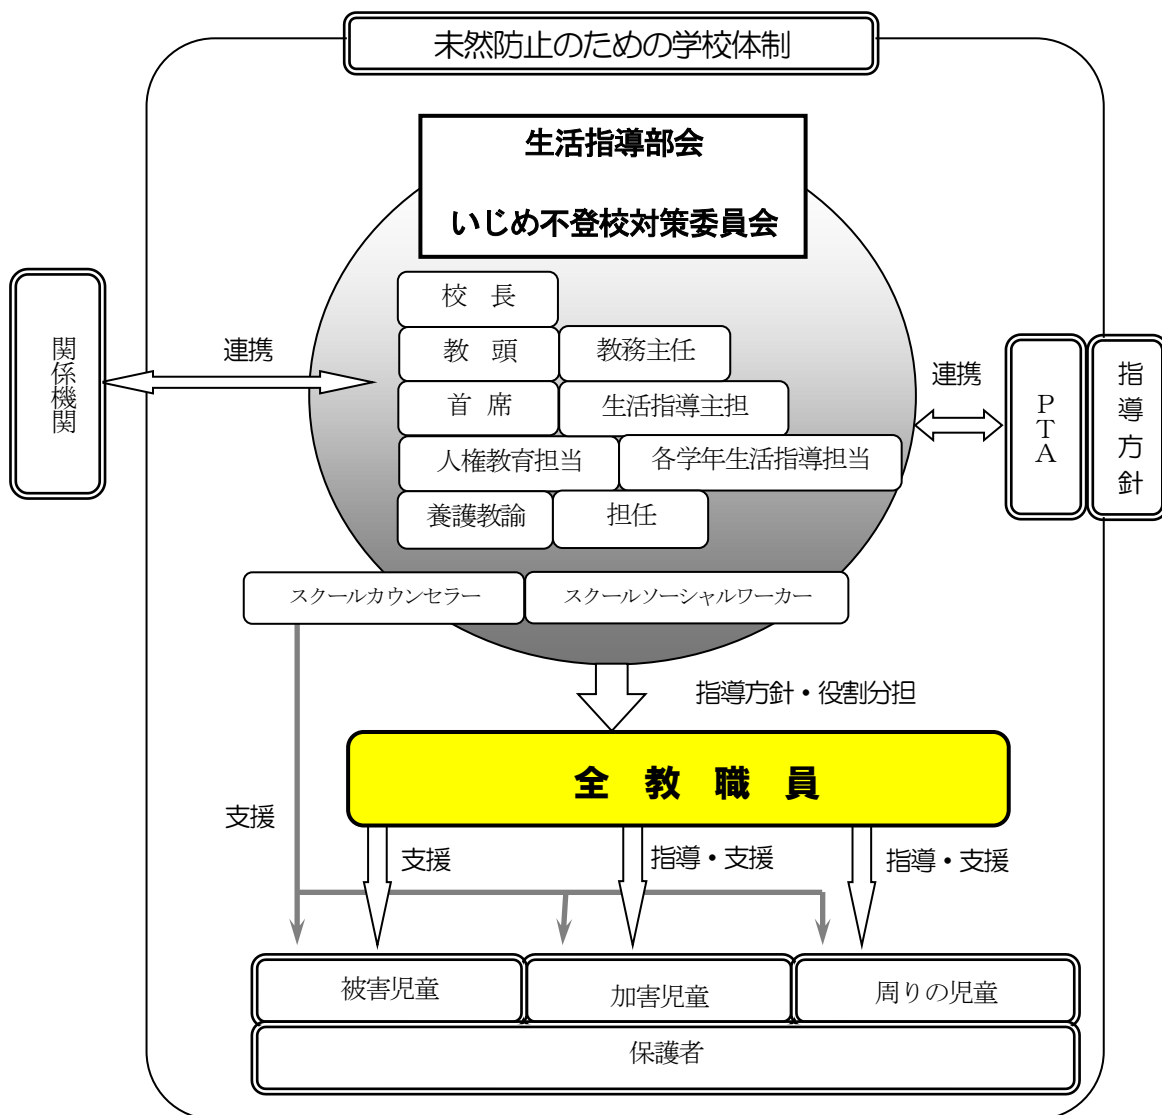 未然防止のための学校体制
生活指導部会
いじめ不登校対策委員会
校　長
教　頭
教務主任
首 席
生活指導主担
人権教育担当
各学年生活指導担当
養護教諭
担任
スクールカウンセラー
スクールソーシャルワーカー
関係機関
連携
連携
PTA
指導方針
指導方針・役割分担
全　教　職　員
支援
支援
指導・支援
指導・支援
被害児童
加害児童
周りの児童
保護者